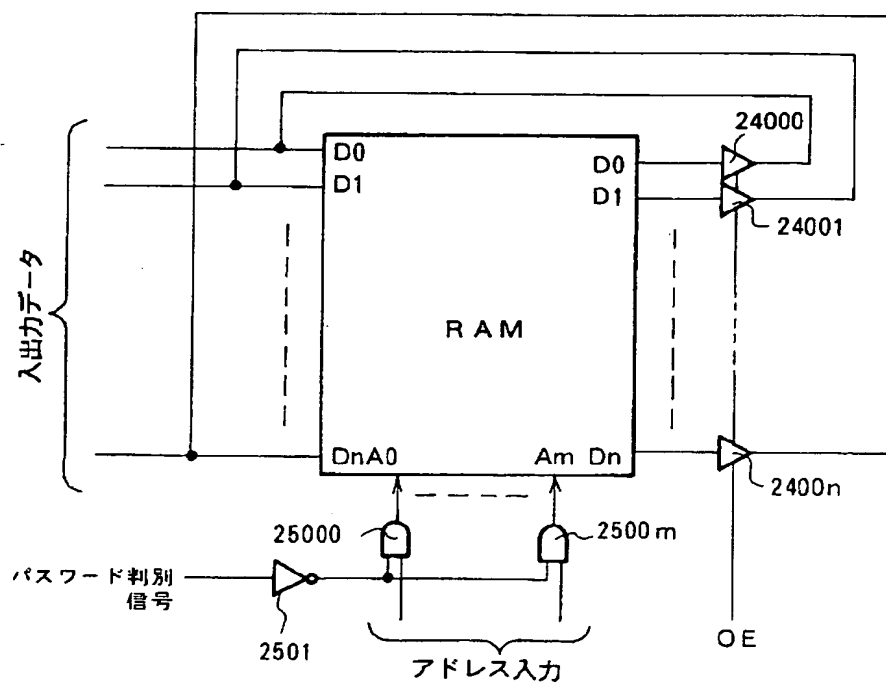 24000
D0
D0
D1
D1
24001
入出力データ
RAM
DnA0
Am
Dn
2400n
25000
2500m
パスワード判別
信号
2501
OE
アドレス入力